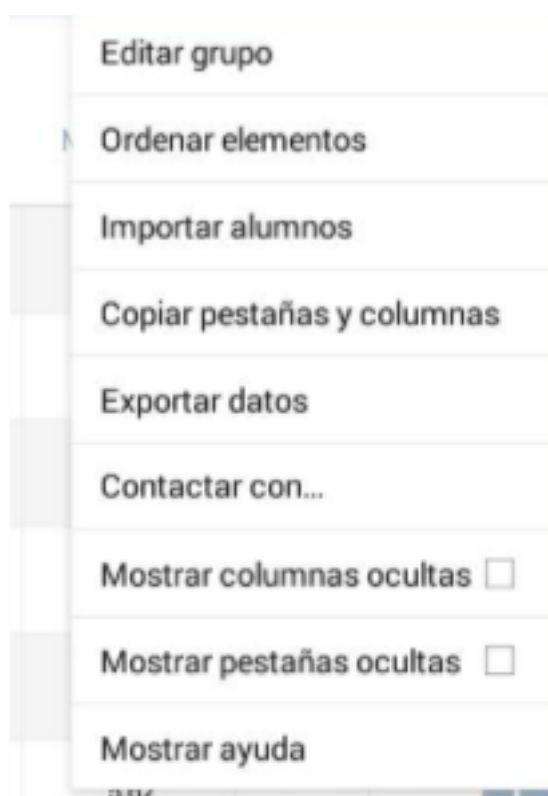 Editar grupo
Ordenar elementos
Importar alumnos
Copiar pestañas y columnas
Exportar datos
Contactar con...
Mostrar columnas ocultas
Mostrar pestañas ocultas
Mostrar ayuda